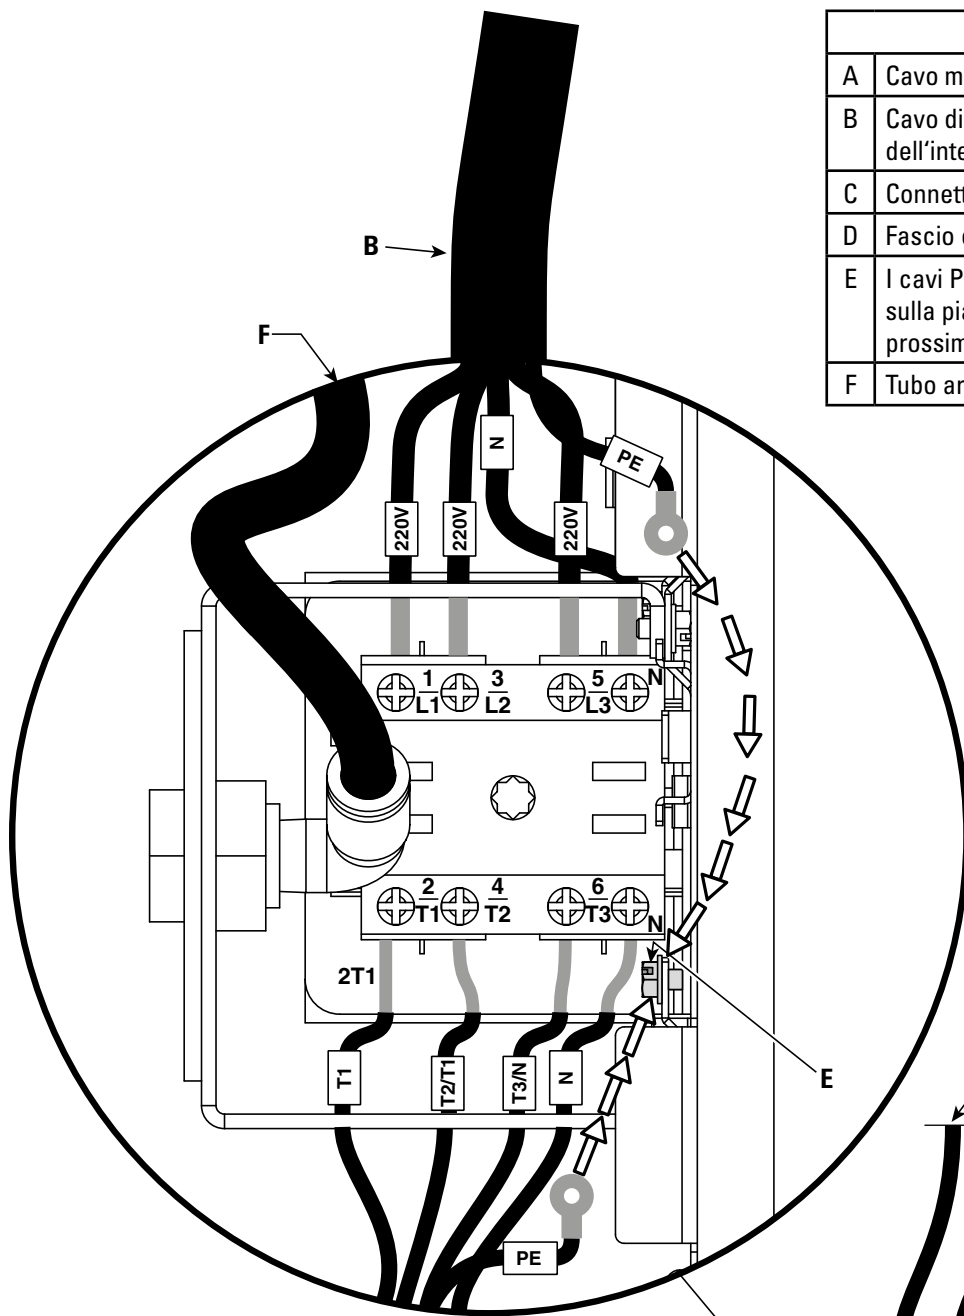 A Cavo m
B Cavo di
dell'inte
C Connet
D Fascio
E I cavi P
sulla pia
prossim
F Tubo ar
B
F
N
PE
220V
220V
220V
1
L1
3
L2
5
L3
N
2
T1
4
T2
6
T3
N
2T1
T1
T2/T1
T3/N
N
E
PE